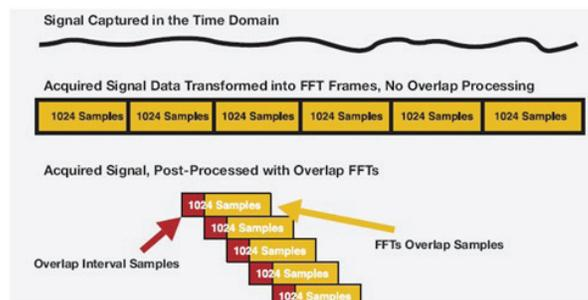 Signal Captured in the Time Domain
Acquired Signal Data Transformed into FFT Frames, No Overlap Processing
1024 Samples 1024 Samples 1024 Samples 1024 Samples 1024 Samples 1024 Samples
Acquired Signal, Post-Processed with Overlap FFTs
1024 Samples
1024 Samples
FFTs Overlap Samples
1024 Samples
Overlap Interval Samples
1024 Samples
1024 Samples